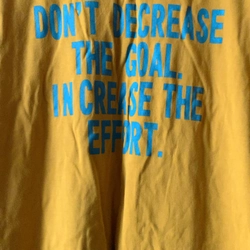 DON'T DECREASE
THE GOAL.
INCREASE THE
EFFORT.